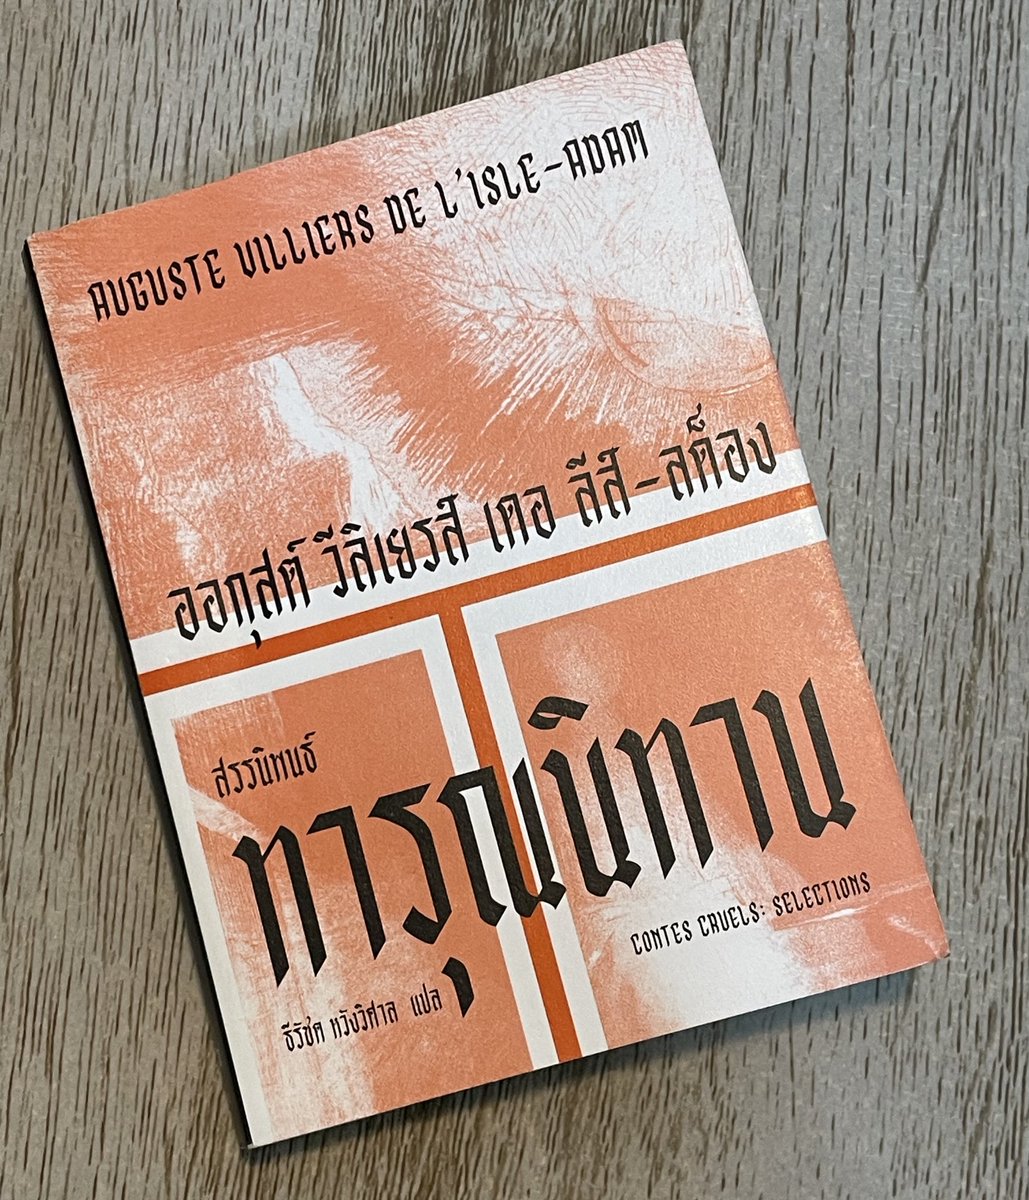 AUGUSTE VILLIERS DE L'ISLE-ADAM
ออกุสต์ วีลิเยรส์ เดอ ลีส์-ลด็อง
สรรนิพนธ์
ทารุณนิทาน
CONTES CRUELS: SELECTIONS
ธีรัชต หวังวิศาล แปล